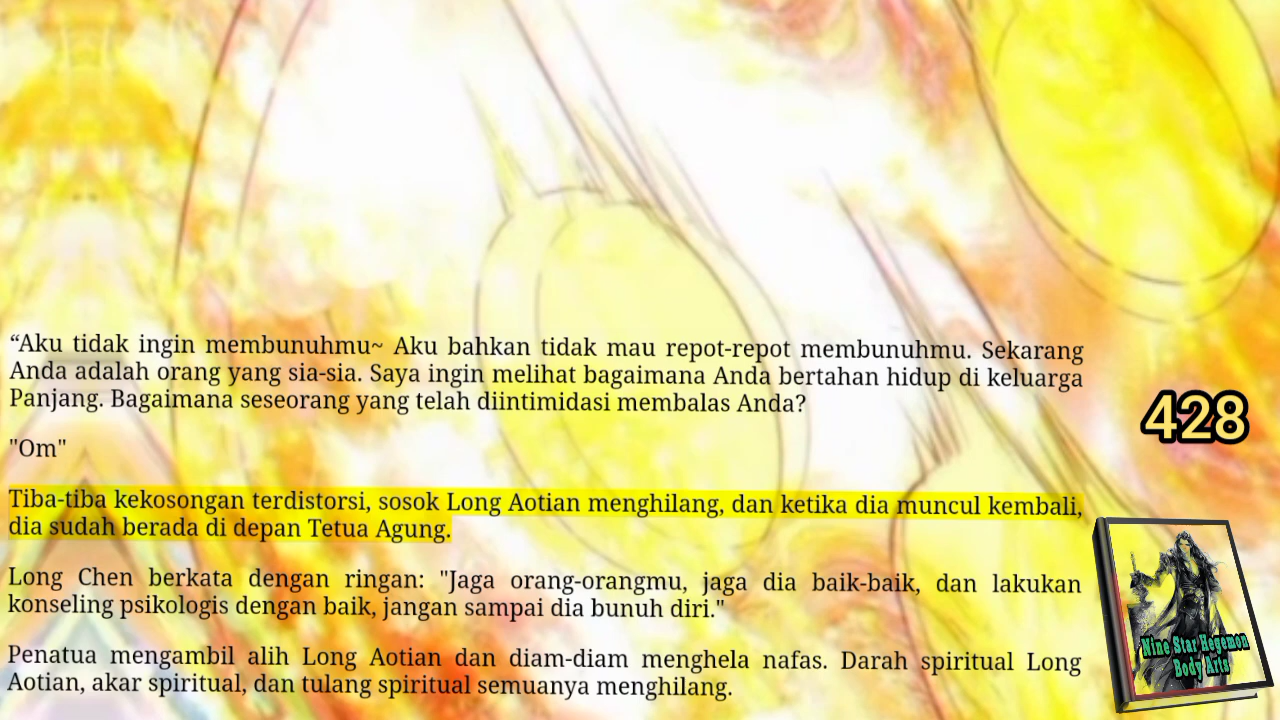 “Aku tidak ingin membunuhmu~ Aku bahkan tidak mau repot-repot membunuhmu. Sekarang
Anda adalah orang yang sia-sia. Saya ingin melihat bagaimana Anda bertahan hidup di keluarga
Panjang. Bagaimana seseorang yang telah diintimidasi membalas Anda?
"Om"
Tiba-tiba kekosongan terdistorsi, sosok Long Aotian menghilang, dan ketika dia muncul kembali,
dia sudah berada di depan Tetua Agung.
Long Chen berkata dengan ringan: "Jaga orang-orangmu, jaga dia baik-baik, dan lakukan
konseling psikologis dengan baik, jangan sampai dia bunuh diri."
Penatua mengambil alih Long Aotian dan diam-diam menghela nafas. Darah spiritual Long
Aotian, akar spiritual, dan tulang spiritual semuanya menghilang.
428
Nine Star Hegemon
Body Arts